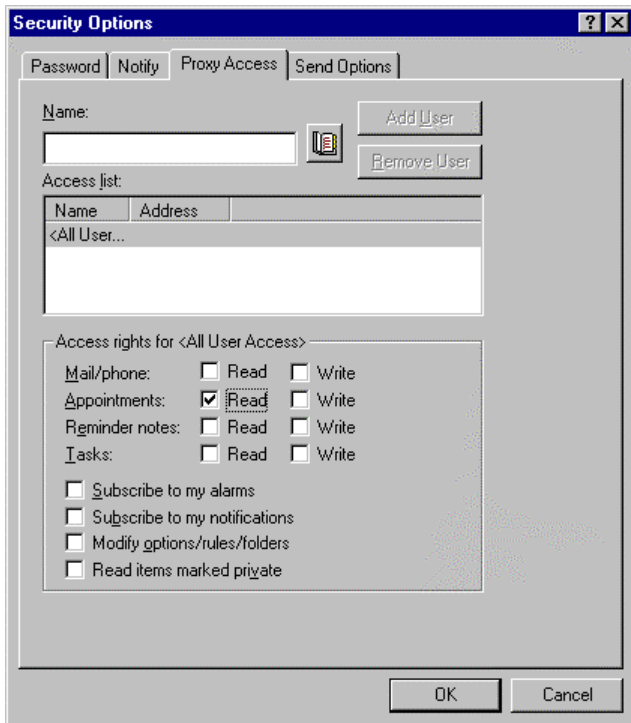 Security Options
Password Notify Proxy Access Send Options
Name:
Add User
Remove User
Access list:
Name Address
<All User...
Access rights for <All User Access>
Mail/phone: Read Write
Appointments: Read Write
Reminder notes: Read Write
Tasks: Read Write
Subscribe to my alarms
Subscribe to my notifications
Modify options/rules/folders
Read items marked private
OK Cancel